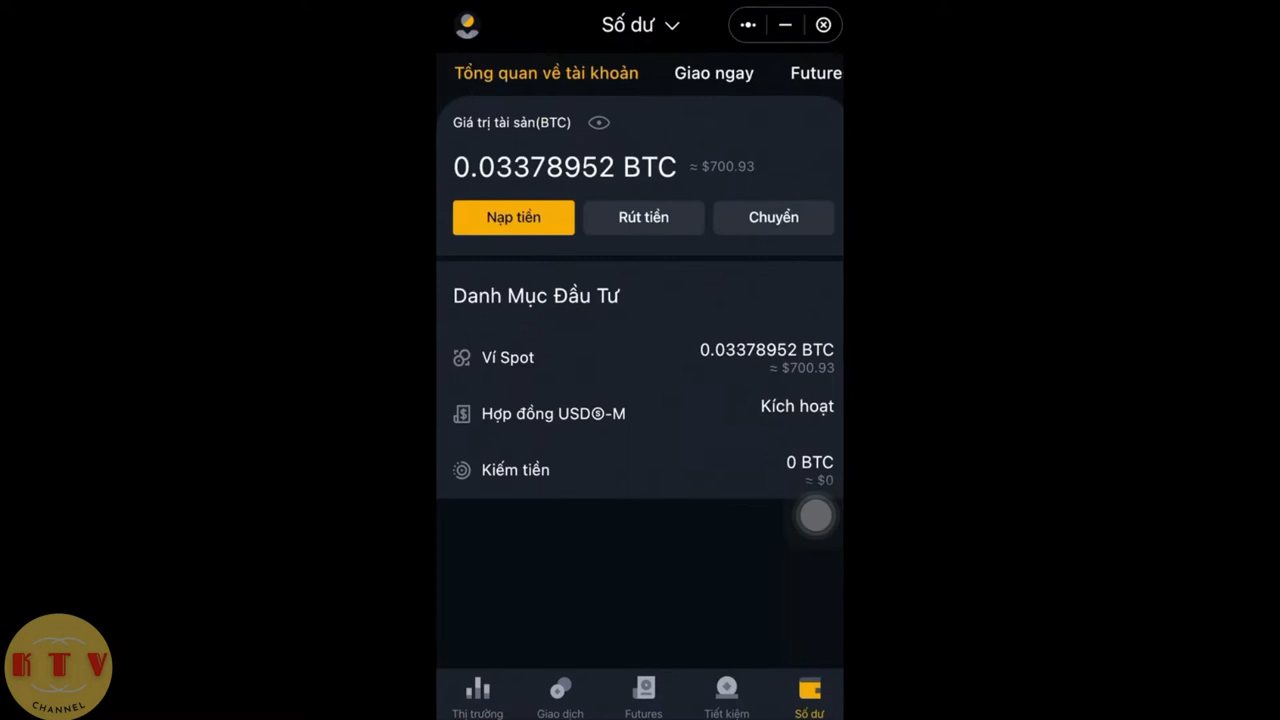 Số dư
Tổng quan về tài khoản Giao ngay Future
Giá trị tài sản(BTC)
0.03378952 BTC ≈ $700.93
Nạp tiền Rút tiền Chuyển
Danh Mục Đầu Tư
Ví Spot 0.03378952 BTC
≈ $700.93
Hợp đồng USDⓢ-M Kích hoạt
Kiếm tiền 0 BTC
≈ $0
Thị trường Giao dịch Futures Tiết kiệm Số dư
KTV
CHANNEL